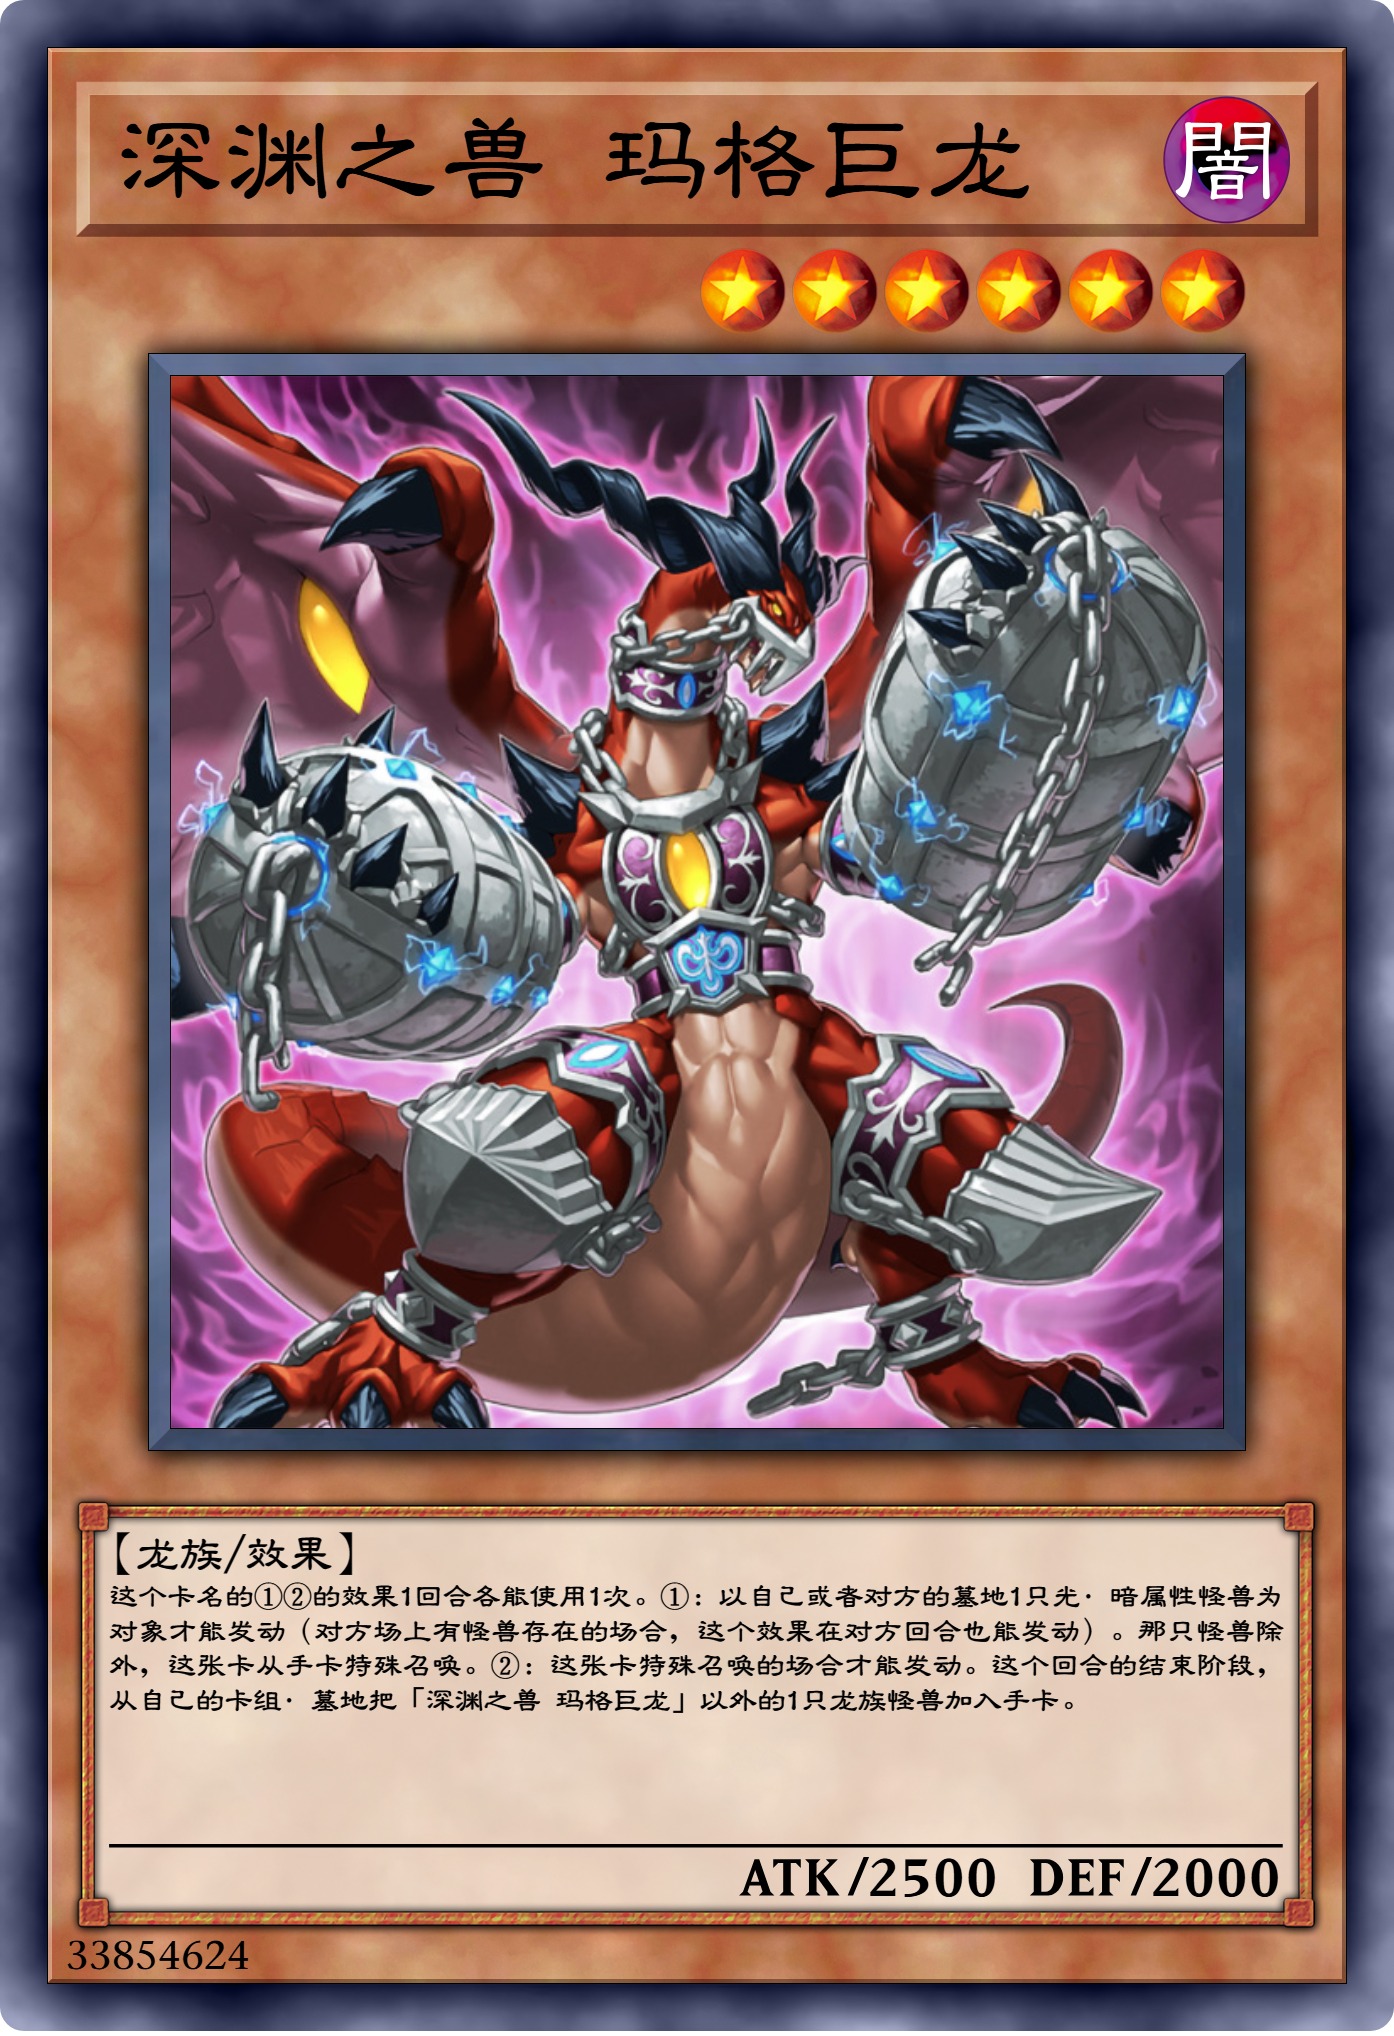 深渊之兽 玛格巨龙
闇
【龙族/效果】
这个卡名的①②的效果1回合各能使用1次。①：以自己或者对方的墓地1只光·暗属性怪兽为
对象才能发动（对方场上有怪兽存在的场合，这个效果在对方回合也能发动）。那只怪兽除
外，这张卡从手卡特殊召唤。②：这张卡特殊召唤的场合才能发动。这个回合的结束阶段，
从自己的卡组·墓地把「深渊之兽 玛格巨龙」以外的1只龙族怪兽加入手卡。
ATK/2500 DEF/2000
33854624